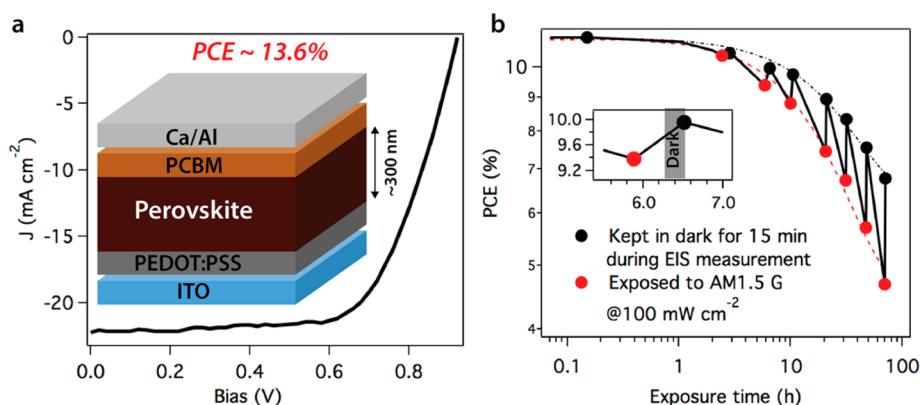 a
PCE ~ 13.6%
0
-5
-10
-15
-20
J (mA cm-2)
Ca/Al
PCBM
Perovskite
PEDOT:PSS
ITO
~300 nm
0.0 0.2 0.4 0.6 0.8
Bias (V)
b
10
9
8
7
6
5
4
PCE (%)
10.0
9.6
9.2
Dark
6.0 7.0
Kept in dark for 15 min
during EIS measurement
Exposed to AM1.5 G
@100 mW cm-2
0.1 1 10 100
Exposure time (h)